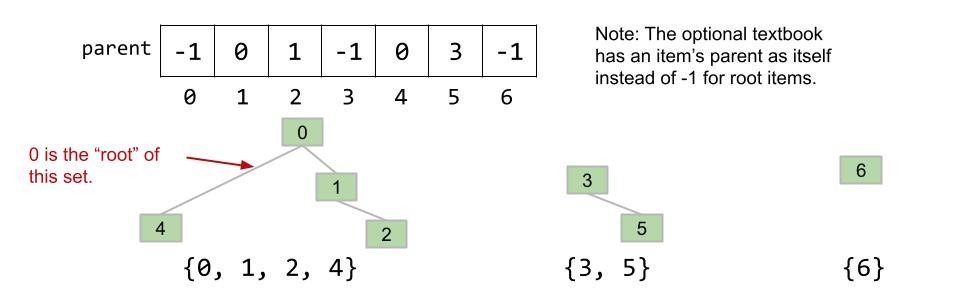 parent -1 0 1 -1 0 3 -1
0 1 2 3 4 5 6
Note: The optional textbook
has an item's parent as itself
instead of -1 for root items.
0 is the “root” of
this set.
0
1
4
2
{0, 1, 2, 4}
3
5
{3, 5}
6
{6}